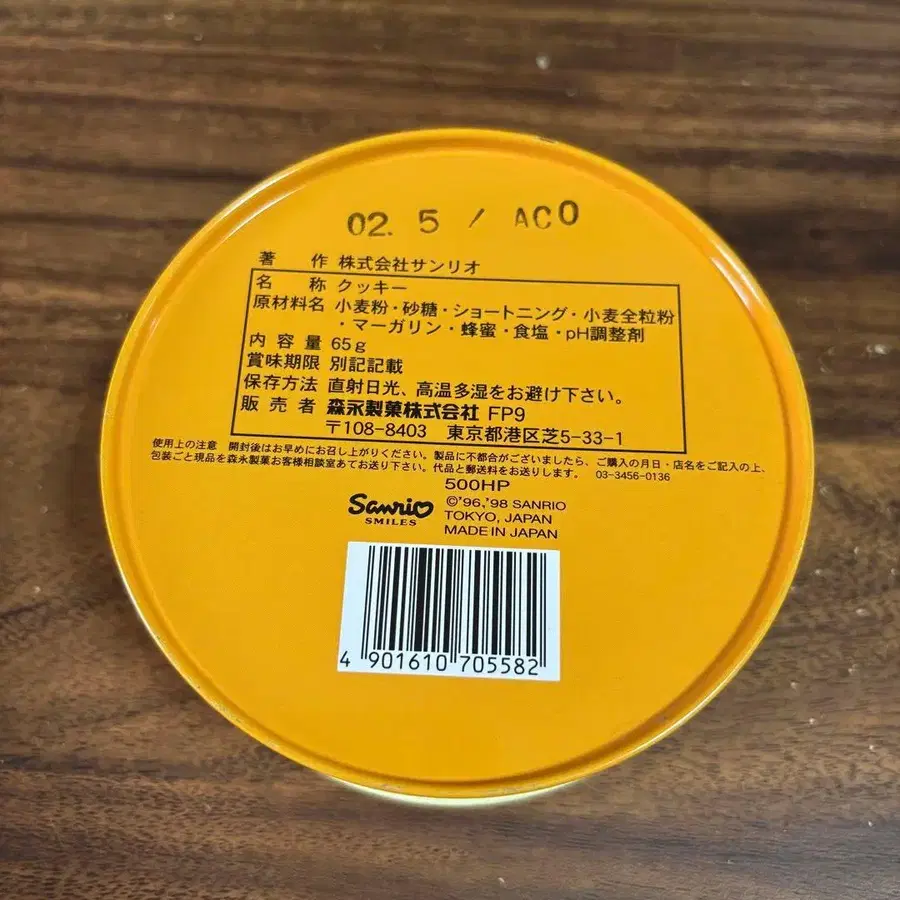 02. 5 / AC0
著 作 株式会社サンリオ
名 称 クッキー
原材料名 小麦粉・砂糖・ショートニング・小麦全粒粉
・マーガリン・蜂蜜・食塩・pH調整剤
内 容 量 65g
賞味期限 別記記載
保存方法 直射日光、高温多湿をお避け下さい。
販 売 者 森永製菓株式会社 FP9
〒108-8403 東京都港区芝5-33-1
使用上の注意 開封後はお早めにお召し上がりください。製品に不都合がございましたら、ご購入の月日・店名をご記入の上、
包装ごと現品を森永製菓お客様相談室あてお送り下さい。代品と郵送料をお送りします。 03-3456-0136
500HP
Sanrio
SMILES
©'96,'98 SANRIO
TOKYO, JAPAN
MADE IN JAPAN
4 901610 705582